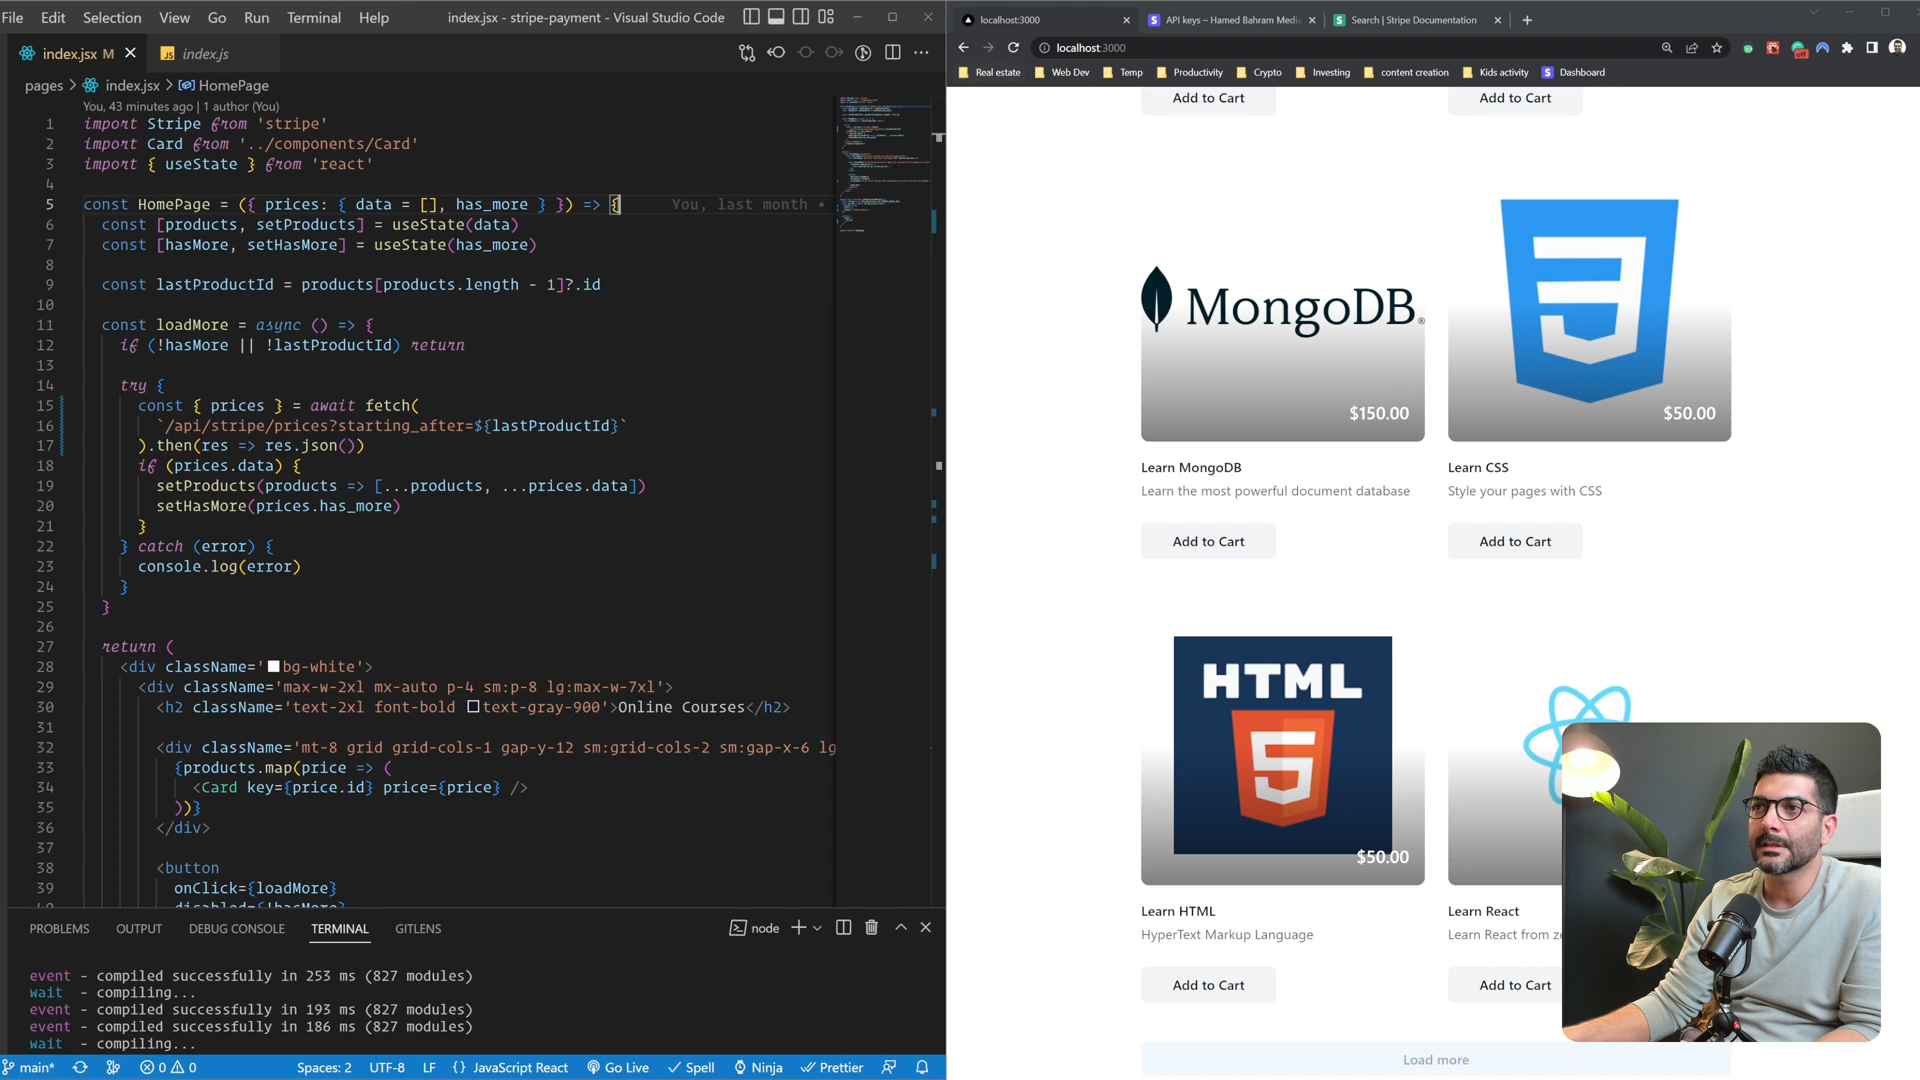 File Edit Selection View Go Run Terminal Help index.jsx - stripe-payment - Visual Studio Code
index.jsx M index.js
pages > index.jsx > HomePage
You, 43 minutes ago | 1 author (You)
1 import Stripe from 'stripe'
2 import Card from '../components/Card'
3 import { useState } from 'react'
4
5 const HomePage = ({ prices: { data = [], has_more } }) => { You, last month •
6 const [products, setProducts] = useState(data)
7 const [hasMore, setHasMore] = useState(has_more)
8
9 const lastProductId = products[products.length - 1]?.id
10
11 const loadMore = async () => {
12 if (!hasMore || !lastProductId) return
13
14 try {
15 const { prices } = await fetch(
16 `/api/stripe/prices?starting_after=${lastProductId}`
17 ).then(res => res.json())
18 if (prices.data) {
19 setProducts(products => [...products, ...prices.data])
20 setHasMore(prices.has_more)
21 }
22 } catch (error) {
23 console.log(error)
24 }
25 }
26
27 return (
28 <div className='bg-white'>
29 <div className='max-w-2xl mx-auto p-4 sm:p-8 lg:max-w-7xl'>
30 <h2 className='text-2xl font-bold text-gray-900'>Online Courses</h2>
31
32 <div className='mt-8 grid grid-cols-1 gap-y-12 sm:grid-cols-2 sm:gap-x-6 lg
33 {products.map(price => (
34 <Card key={price.id} price={price} />
35 ))}
36 </div>
37
38 <button
39 onClick={loadMore}
40 disabled={!hasMore}
PROBLEMS OUTPUT DEBUG CONSOLE TERMINAL GITLENS node
event - compiled successfully in 253 ms (827 modules)
wait - compiling...
event - compiled successfully in 193 ms (827 modules)
event - compiled successfully in 186 ms (827 modules)
wait - compiling...
main* 0 0 Spaces: 2 UTF-8 LF {} JavaScript React Go Live Spell Ninja Prettier
localhost:3000 API keys – Hamed Bahram Media Search | Stripe Documentation
localhost:3000
Real estate Web Dev Temp Productivity Crypto Investing content creation Kids activity Dashboard
Add to Cart Add to Cart
MongoDB®
$150.00 $50.00
Learn MongoDB Learn CSS
Learn the most powerful document database Style your pages with CSS
Add to Cart Add to Cart
HTML
5
$50.00
Learn HTML Learn React
HyperText Markup Language Learn React from ze
Add to Cart Add to Cart
Load more